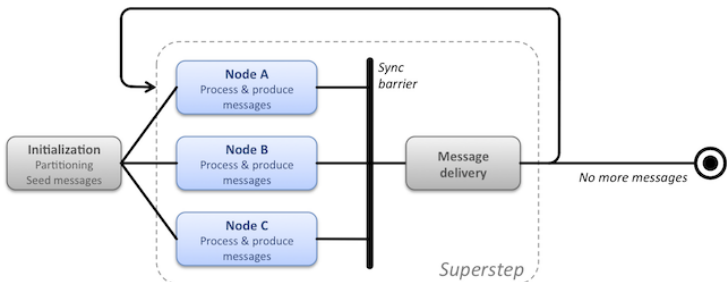 Initialization
Partitioning
Seed messages
Node A
Process & produce
messages
Node B
Process & produce
messages
Node C
Process & produce
messages
Sync
barrier
Message
delivery
No more messages
Superstep